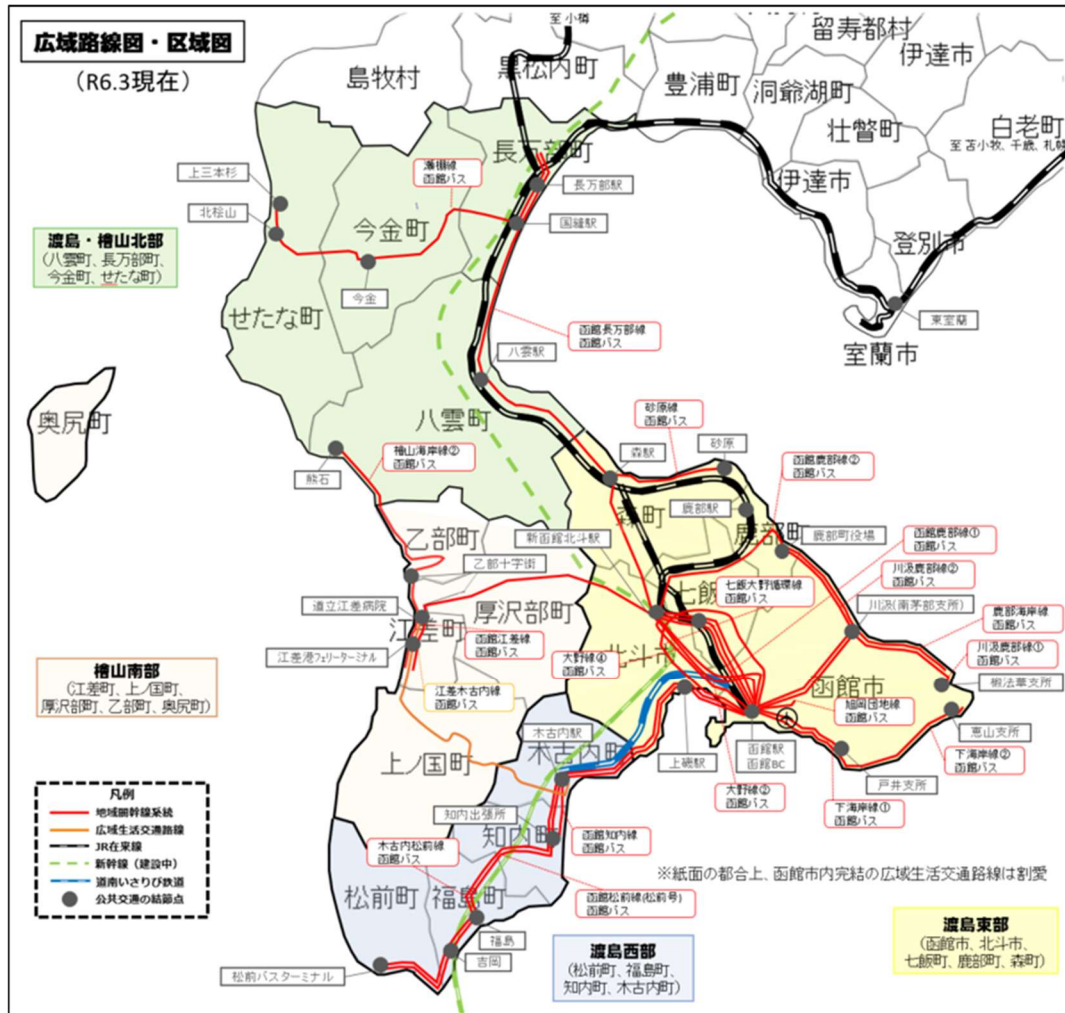 広域路線図・区域図
（R6.3現在）
至 小樽
島牧村
黒松内町
豊浦町
留寿都村
伊達市
洞爺湖町
壮瞥町
白老町
至 苫小牧、千歳、札幌
伊達市
登別市
東室蘭
室蘭市
長万部町
長万部駅
瀬棚線
函館バス
上三本杉
北桧山
国縫駅
今金町
今金
渡島・檜山北部
（八雲町、長万部町、
今金町、せたな町）
せたな町
函館長万部線
函館バス
八雲駅
奥尻町
八雲町
檜山海岸線②
函館バス
熊石
砂原線
函館バス
砂原
森駅
函館鹿部線②
函館バス
森町
鹿部駅
鹿部町
鹿部町役場
新函館北斗駅
函館鹿部線①
函館バス
川汲鹿部線②
函館バス
七飯大野循環線
函館バス
七飯
川汲(南茅部支所)
鹿部海岸線
函館バス
川汲鹿部線①
函館バス
椴法華支所
恵山支所
乙部町
乙部十字街
道立江差病院
厚沢部町
江差町
函館江差線
函館バス
江差港フェリーターミナル
大野線④
函館バス
北斗市
函館市
旭岡団地線
函館バス
檜山南部
（江差町、上ノ国町、
厚沢部町、乙部町、奥尻町）
江差木古内線
函館バス
木古内駅
木古内町
上磯駅
函館駅
函館BC
戸井支所
下海岸線②
函館バス
大野線②
函館バス
下海岸線①
函館バス
上ノ国町
知内出張所
知内町
函館知内線
函館バス
木古内松前線
函館バス
松前町
福島町
函館松前線(松前号)
函館バス
福島
吉岡
松前バスターミナル
凡例
地域間幹線系統
広域生活交通路線
JR在来線
新幹線（建設中）
道南いさりび鉄道
公共交通の結節点
※紙面の都合上、函館市内完結の広域生活交通路線は割愛
渡島西部
（松前町、福島町、
知内町、木古内町）
渡島東部
（函館市、北斗市、
七飯町、鹿部町、森町）